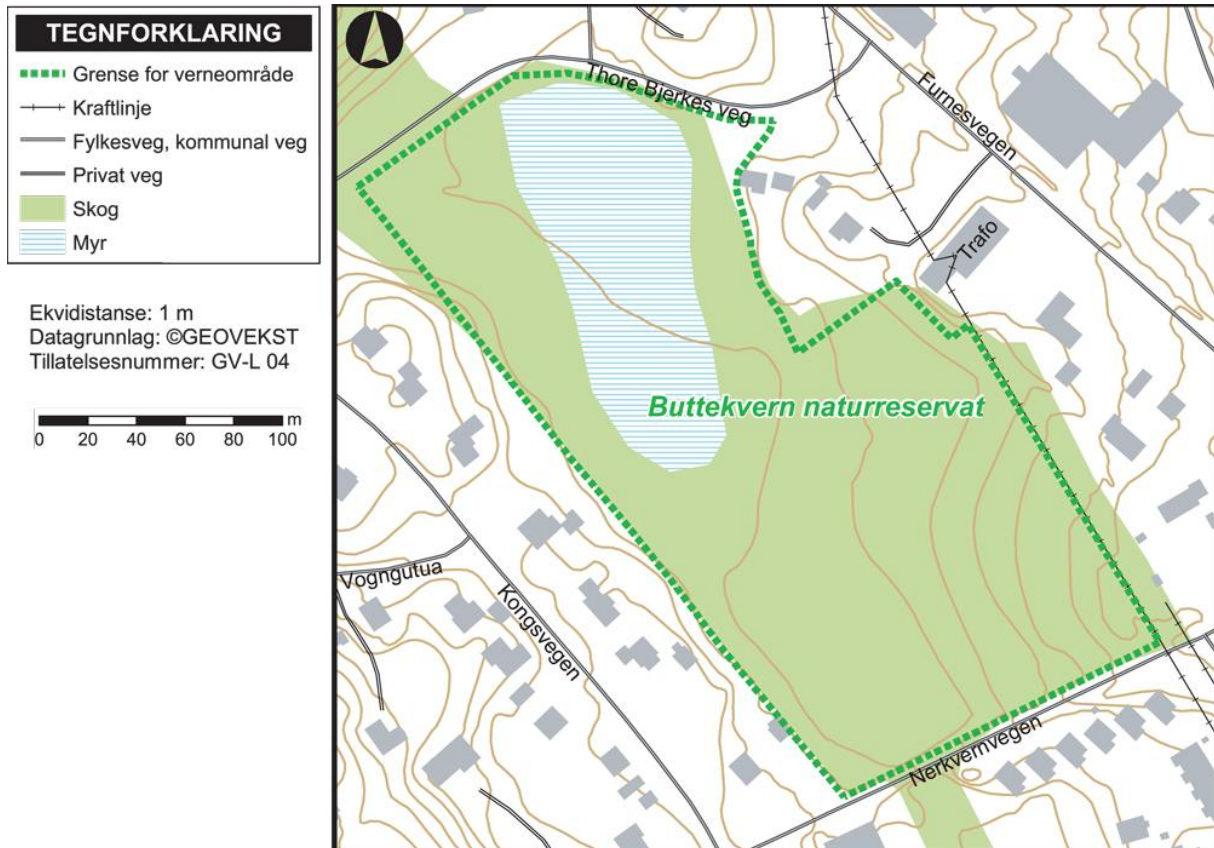 TEGNFORKLARING
Grense for verneområde
Kraftlinje
Fylkesveg, kommunal veg
Privat veg
Skog
Myr
Ekvidistanse: 1 m
Datagrunnlag: ©GEOVEKST
Tillatelsesnummer: GV-L 04
m
0 20 40 60 80 100
Thore Bjerkes veg
Furnesvegen
Trafo
Buttekvern naturreservat
Vogngutua
Kongsvegen
Nerkvernvegen